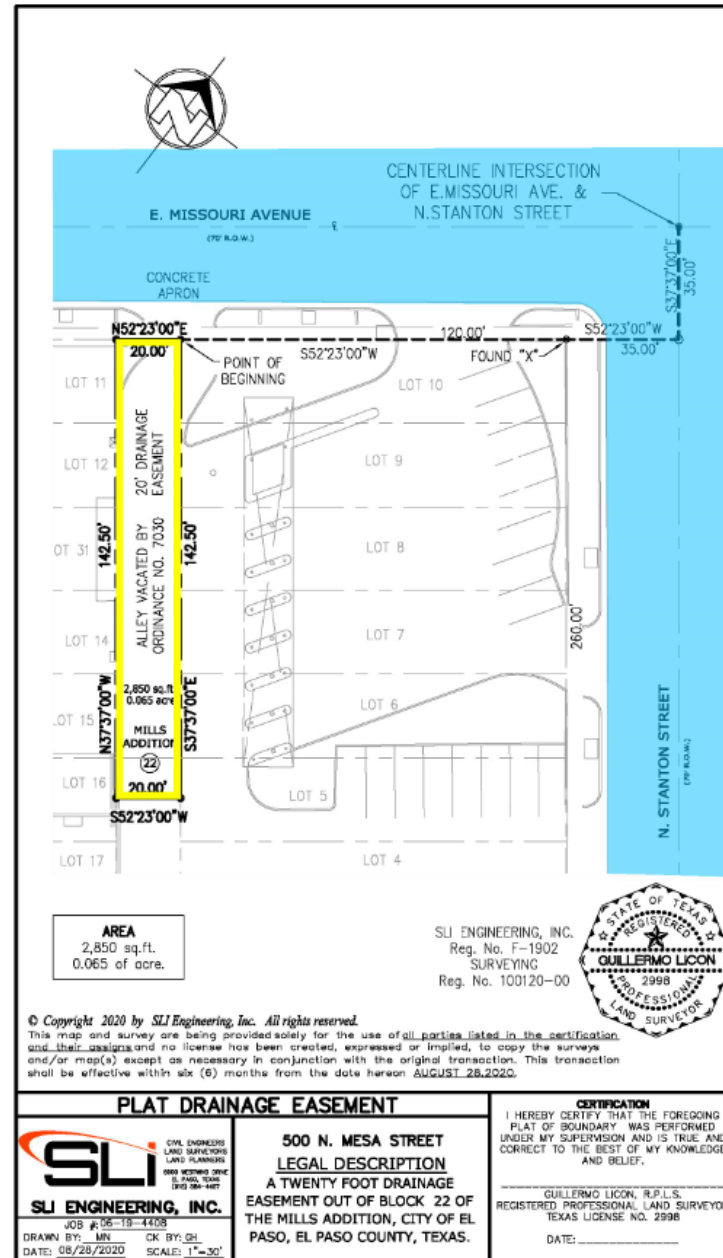 CENTERLINE INTERSECTION
OF E.MISSOURI AVE. &
N.STANTON STREET
E. MISSOURI AVENUE
(70' R.O.W.)
S37°37'00"E
35.00'
CONCRETE
APRON
N52°23'00"E
20.00'
120.00'
S52°23'00"W
S52°23'00"W
35.00'
POINT OF
BEGINNING
FOUND "X"
LOT 11
LOT 10
LOT 12
LOT 9
20' DRAINAGE
EASEMENT
OT 31
142.50'
ALLEY VACATED BY
ORDINANCE NO. 7030
142.50'
LOT 8
LOT 14
LOT 7
260.00'
N37°37'00"W
2,850 sq.ft.
0.065 acre
S37°37'00"E
LOT 6
LOT 15
MILLS
ADDITION
22
N. STANTON STREET
(70' R.O.W.)
LOT 16
20.00'
LOT 5
S52°23'00"W
LOT 17
LOT 4
AREA
2,850 sq.ft.
0.065 of acre.
SLI ENGINEERING, INC.
Reg. No. F-1902
SURVEYING
Reg. No. 100120-00
STATE OF TEXAS
REGISTERED
GUILLERMO LICON
2998
PROFESSIONAL
LAND SURVEYOR
© Copyright 2020 by SLI Engineering, Inc. All rights reserved.
This map and survey are being provided solely for the use of all parties listed in the certification
and their assigns and no license has been created, expressed or implied, to copy the surveys
and/or map(s) except as necessary in conjunction with the original transaction. This transaction
shall be effective within six (6) months from the date hereon AUGUST 28,2020.
PLAT DRAINAGE EASEMENT
SLi
CIVIL ENGINEERS
LAND SURVEYORS
LAND PLANNERS
6600 WESTWIND DRIVE
EL PASO, TEXAS
SLI ENGINEERING, INC.
JOB #:06-19-4408
DRAWN BY: MN CK BY: GH
DATE: 08/28/2020 SCALE: 1"=30'
500 N. MESA STREET
LEGAL DESCRIPTION
A TWENTY FOOT DRAINAGE
EASEMENT OUT OF BLOCK 22 OF
THE MILLS ADDITION, CITY OF EL
PASO, EL PASO COUNTY, TEXAS.
CERTIFICATION
I HEREBY CERTIFY THAT THE FOREGOING
PLAT OF BOUNDARY WAS PERFORMED
UNDER MY SUPERVISION AND IS TRUE AND
CORRECT TO THE BEST OF MY KNOWLEDGE
AND BELIEF.
GUILLERMO LICON, R.P.L.S.
REGISTERED PROFESSIONAL LAND SURVEYO
TEXAS LICENSE NO. 2998
DATE: